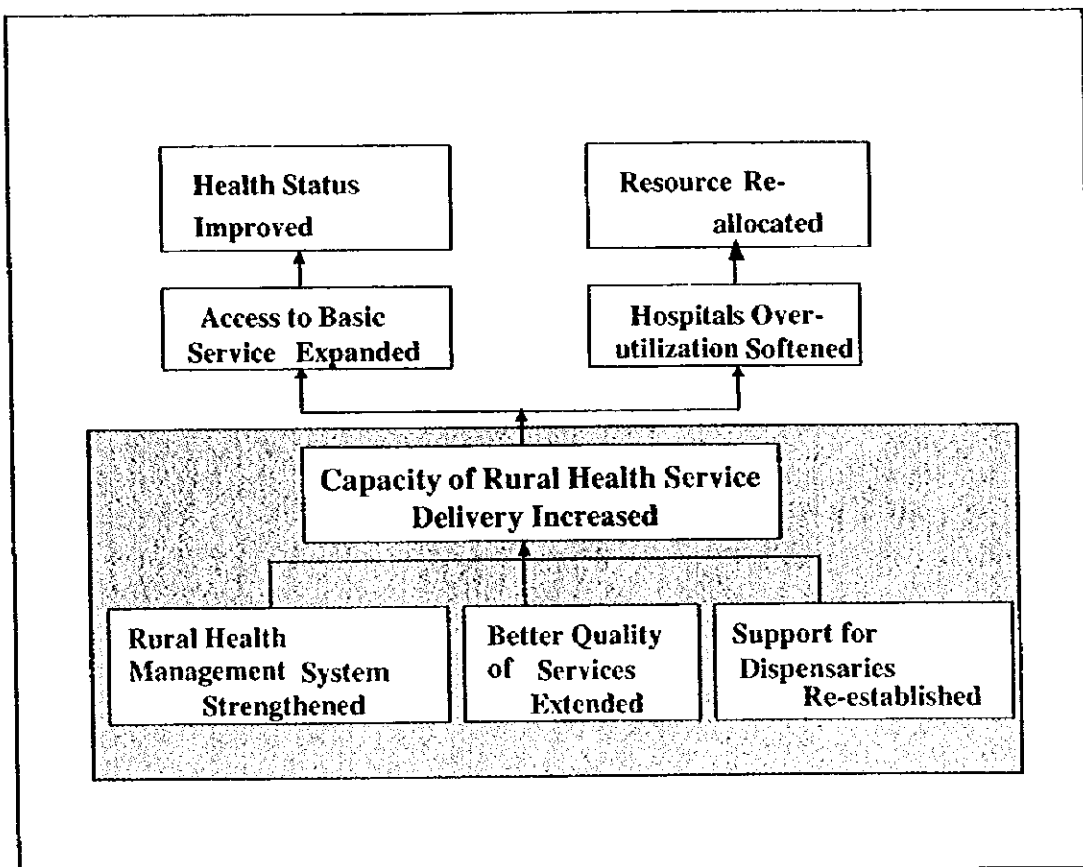 Health Status
Improved
Resource Re-
allocated
Access to Basic
Service Expanded
Hospitals Over-
utilization Softened
Capacity of Rural Health Service
Delivery Increased
Rural Health
Management System
Strengthened
Better Quality
of Services
Extended
Support for
Dispensaries
Re-established